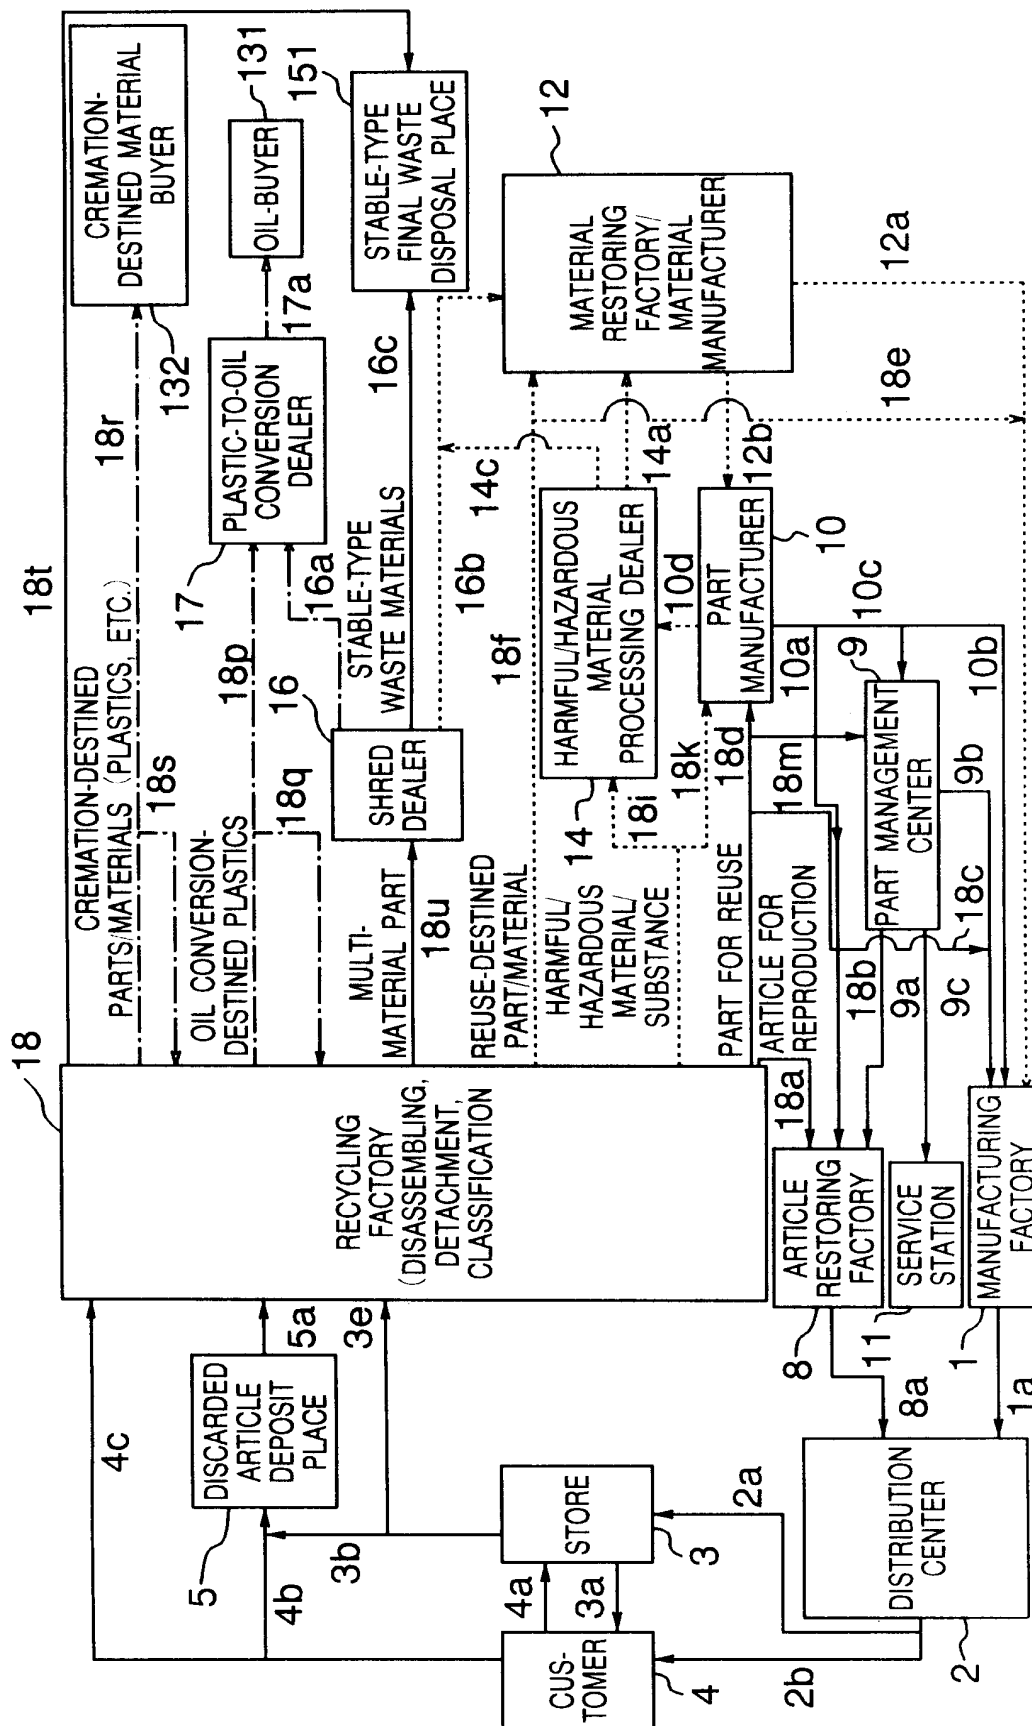 18t
CREMATION-
DESTINED MATERIAL
BUYER
132
OIL-BUYER
131
151
STABLE-TYPE
FINAL WASTE
DISPOSAL PLACE
CREMATION-DESTINED
PARTS/MATERIALS (PLASTICS, ETC.)
18r
18s
17
PLASTIC-TO-OIL
CONVERSION
DEALER
17a
18p
OIL CONVERSION-
DESTINED PLASTICS
18q
16a
16
SHRED
DEALER
STABLE-TYPE
WASTE MATERIALS
16c
16b
MULTI-
MATERIAL PART
18u
REUSE-DESTINED
PART/MATERIAL
18f
14c
12
MATERIAL
RESTORING
FACTORY/
MATERIAL
MANUFACTURER
12a
18e
12b
14a
HARMFUL/HAZARDOUS
MATERIAL
PROCESSING DEALER
14
18i
HARMFUL/
HAZARDOUS
MATERIAL/
SUBSTANCE
18k
10d
PART
MANUFACTURER
10
10a
10c
10b
PART FOR REUSE
18d
ARTICLE FOR
REPRODUCTION
18m
9
PART MANAGEMENT
CENTER
9b
18c
18b
9a
9c
18a
18
RECYCLING
FACTORY
(DISASSEMBLING,
DETACHMENT,
CLASSIFICATION
4c
5a
3e
DISCARDED
ARTICLE
DEPOSIT
PLACE
5
4b
3b
ARTICLE
RESTORING
FACTORY
8
8a
SERVICE
STATION
11
MANUFACTURING
FACTORY
1
1a
STORE
3
4a
3a
2a
CUS-
TOMER
4
2b
DISTRIBUTION
CENTER
2